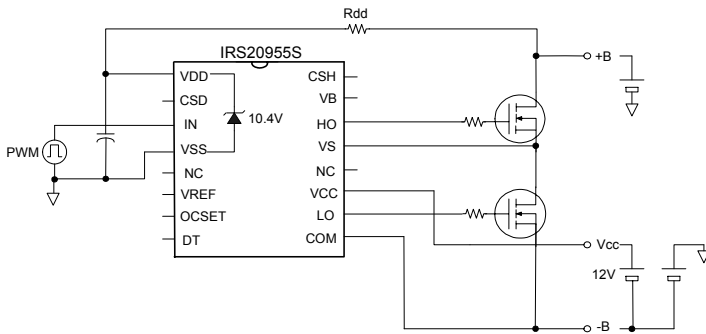 Rdd
IRS20955S
+B
VDD
CSH
CSD
VB
IN
10.4V
HO
PWM
VSS
VS
NC
NC
VREF
VCC
OCSET
LO
DT
COM
Vcc
12V
-B